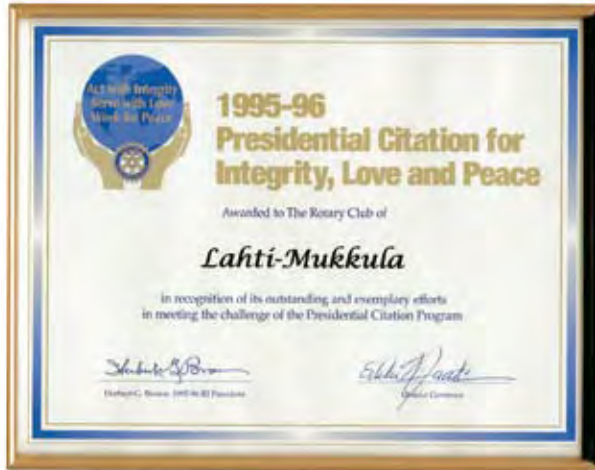 Act with Integrity
Serve with Love
Work for Peace
1995-96
Presidential Citation for
Integrity, Love and Peace
Awarded to The Rotary Club of
Lahti-Mukkula
in recognition of its outstanding and exemplary efforts
in meeting the challenge of the Presidential Citation Program
Herbert G. Brown 1995-96 RI President
District Governor